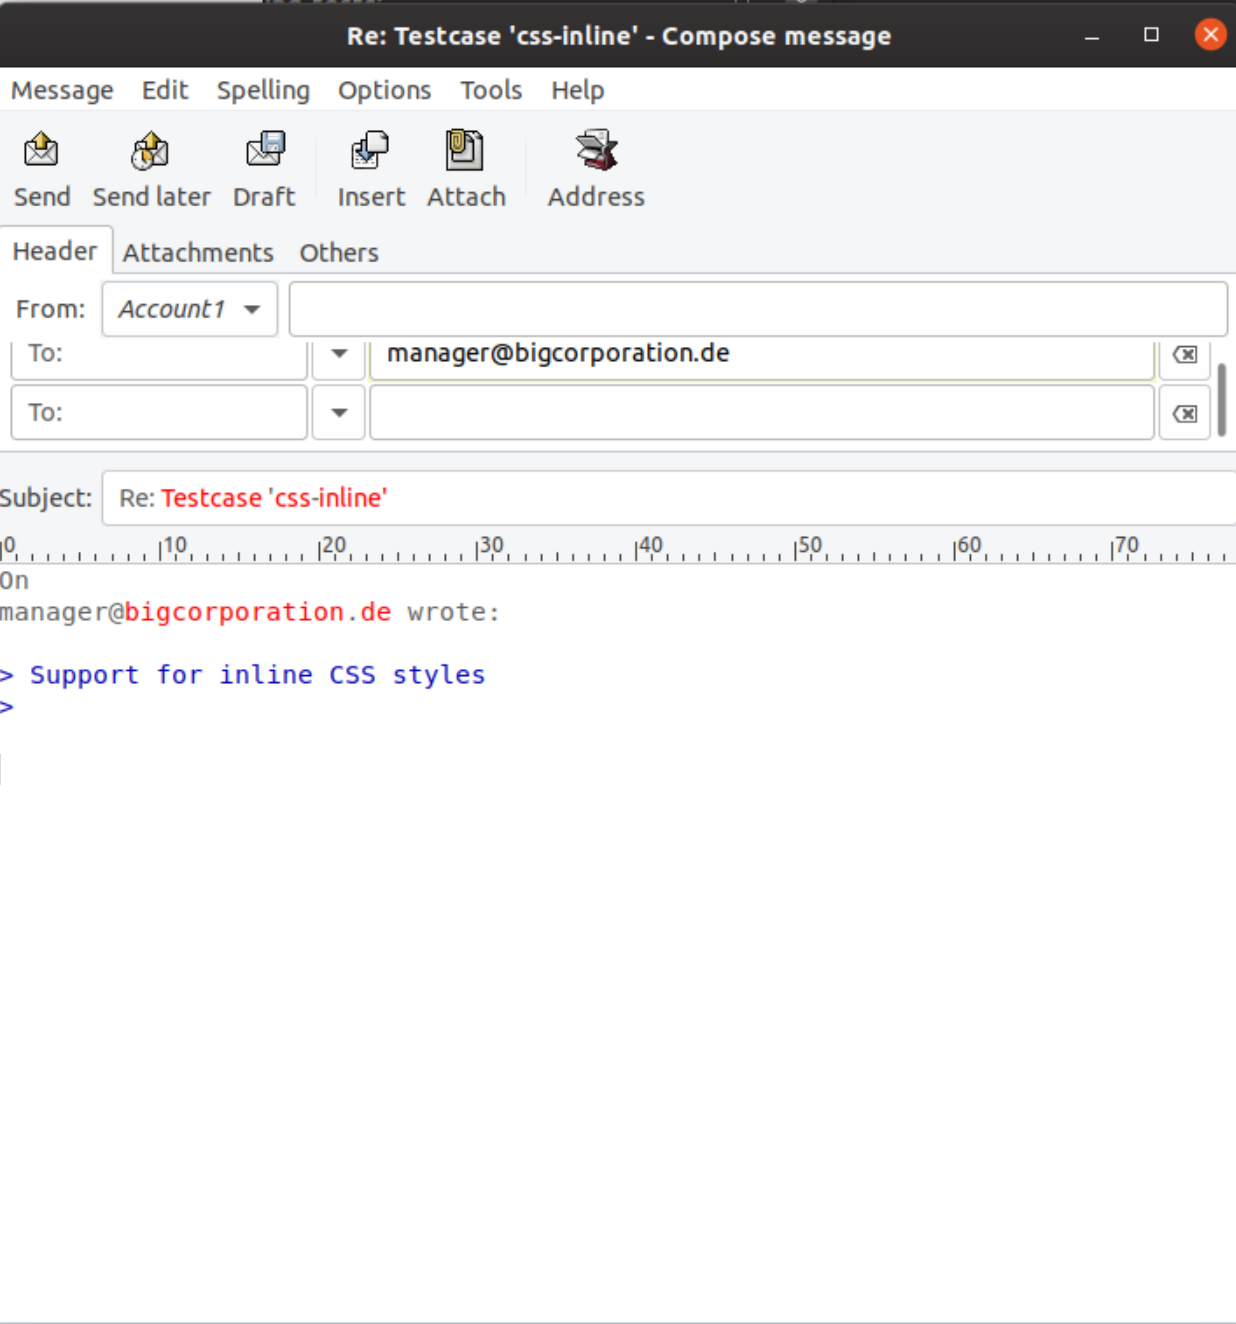 Re: Testcase 'css-inline' - Compose message
Message Edit Spelling Options Tools Help
Send Send later Draft Insert Attach Address
Header Attachments Others
From: Account1
To: manager@bigcorporation.de
To:
Subject: Re: Testcase 'css-inline'
0 10 20 30 40 50 60 70
On
manager@bigcorporation.de wrote:
> Support for inline CSS styles
>